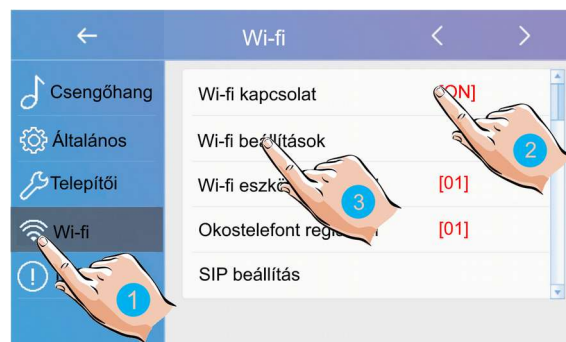 Wi-fi
Csengőhang
Általános
Telepítői
Wi-fi
Wi-fi kapcsolat
Wi-fi beállítások
Wi-fi [01]
Okostelefont [01]
SIP beállítás
1
2
3